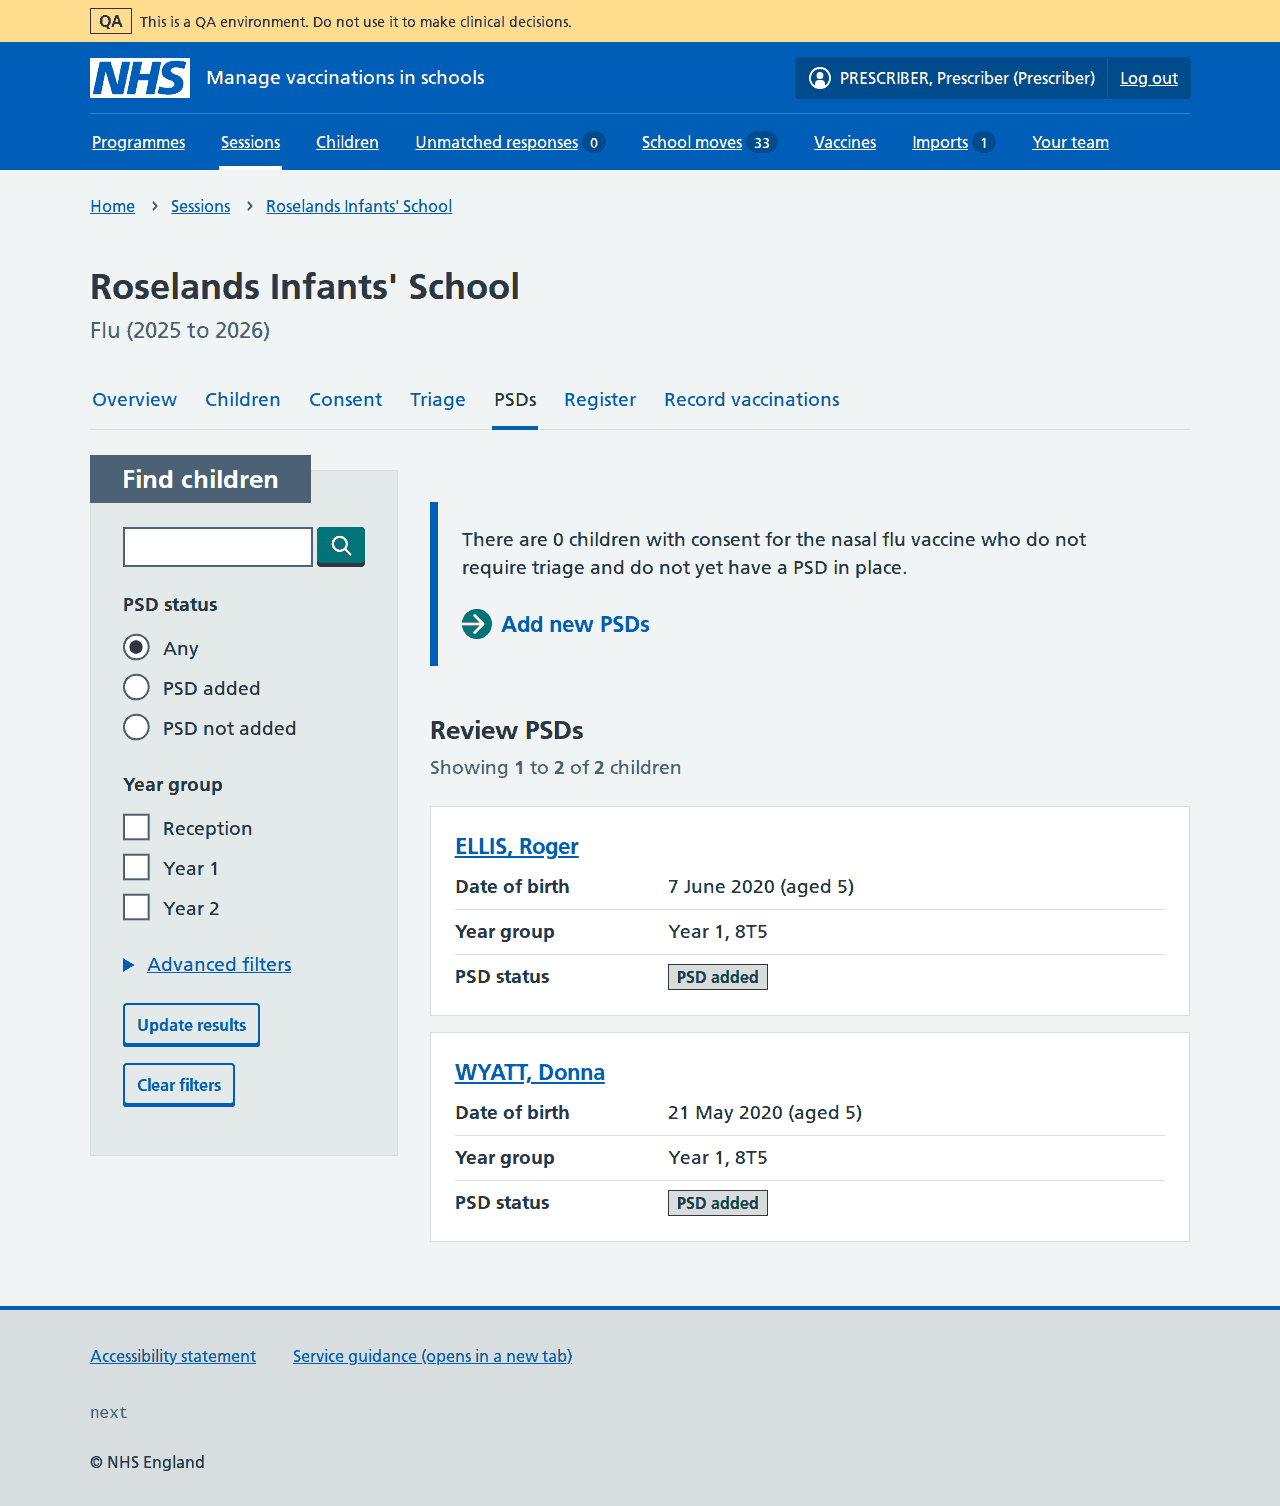 QA This is a QA environment. Do not use it to make clinical decisions.
NHS Manage vaccinations in schools PRESCRIBER, Prescriber (Prescriber) Log out
Programmes Sessions Children Unmatched responses 0 School moves 33 Vaccines Imports 1 Your team
Home Sessions Roselands Infants' School
Roselands Infants' School
Flu (2025 to 2026)
Overview Children Consent Triage PSDs Register Record vaccinations
Find children
PSD status
Any
PSD added
PSD not added
Year group
Reception
Year 1
Year 2
Advanced filters
Update results
Clear filters
There are 0 children with consent for the nasal flu vaccine who do not
require triage and do not yet have a PSD in place.
Add new PSDs
Review PSDs
Showing 1 to 2 of 2 children
ELLIS, Roger
Date of birth 7 June 2020 (aged 5)
Year group Year 1, 8T5
PSD status PSD added
WYATT, Donna
Date of birth 21 May 2020 (aged 5)
Year group Year 1, 8T5
PSD status PSD added
Accessibility statement Service guidance (opens in a new tab)
next
© NHS England